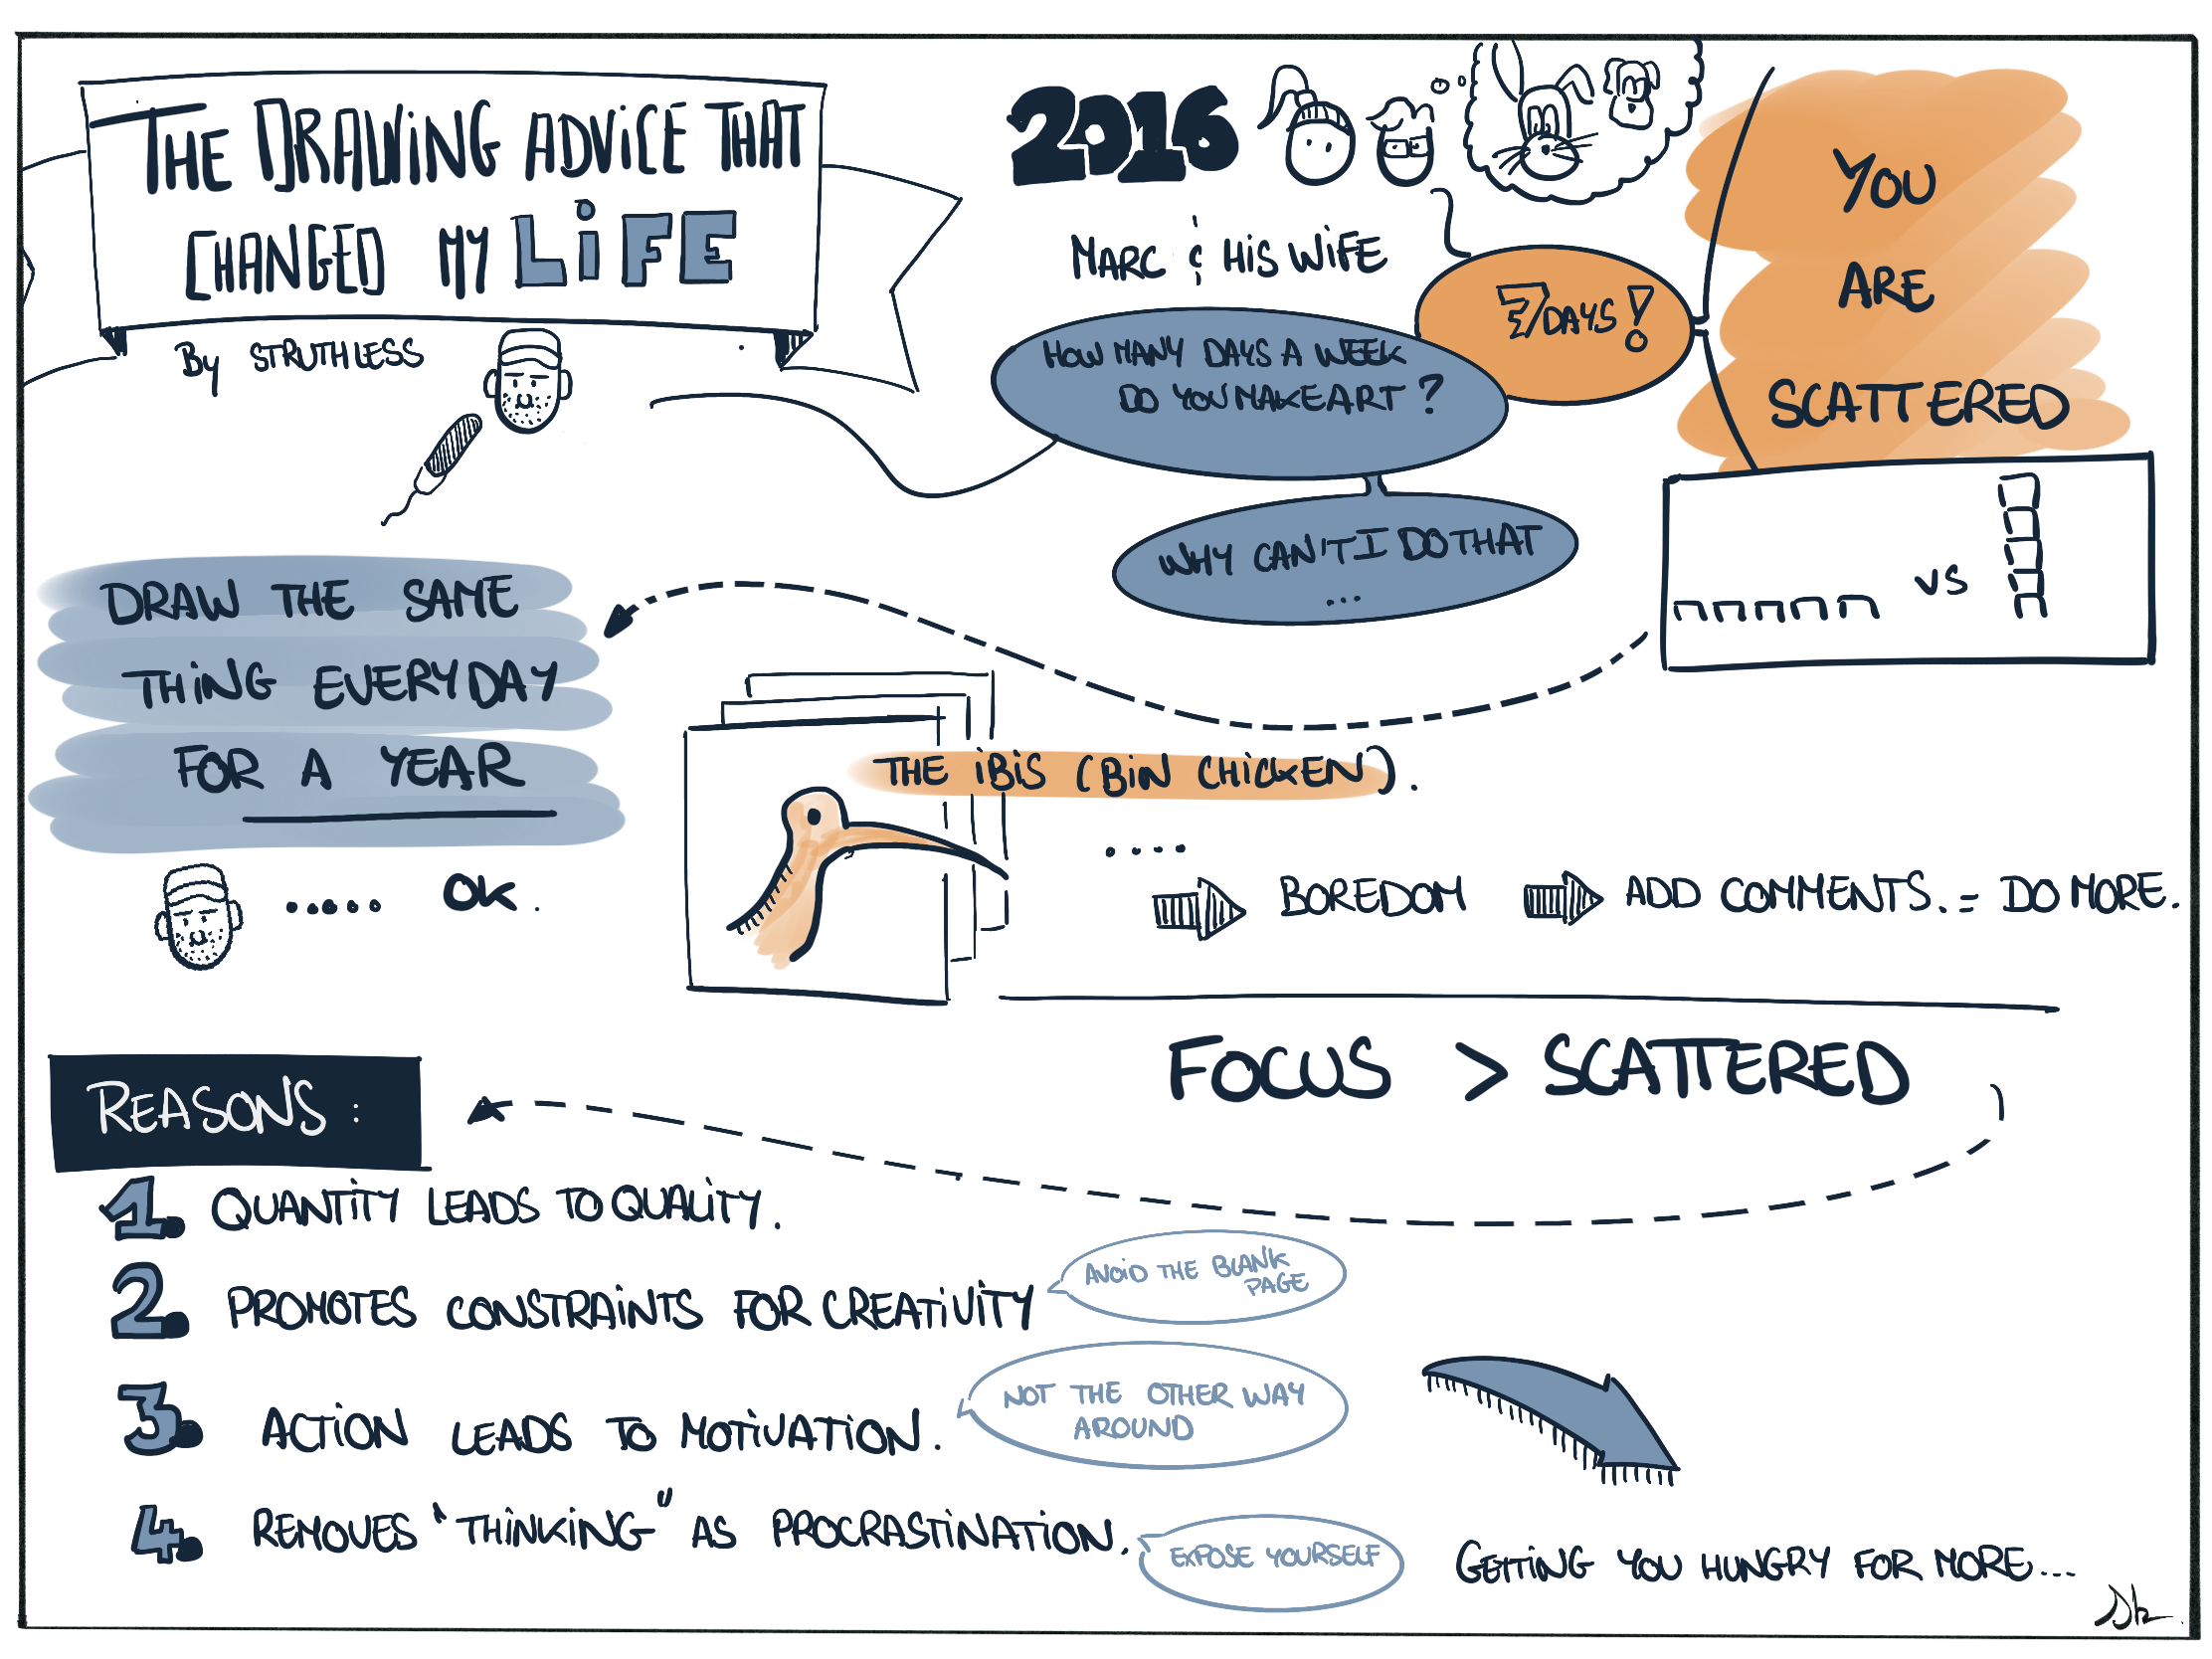 THE DRAWING ADVICE THAT
CHANGED MY LIFE
By STRUTHLESS
2016
MARC & HIS WIFE
HOW MANY DAYS A WEEK
DO YOU MAKE ART ?
7 DAYS !
WHY CAN'T I DO THAT
...
YOU
ARE
SCATTERED
VS
DRAW THE SAME
THING EVERYDAY
FOR A YEAR
..... OK.
THE IBIS (BIN CHICKEN).
....
BOREDOM
ADD COMMENTS. = DO MORE.
FOCUS > SCATTERED
REASONS :
1. QUANTITY LEADS TO QUALITY.
2. PROMOTES CONSTRAINTS FOR CREATIVITY
AVOID THE BLANK
PAGE
3. ACTION LEADS TO MOTIVATION.
NOT THE OTHER WAY
AROUND
4. REMOVES "THINKING" AS PROCRASTINATION.
EXPOSE YOURSELF
GETTING YOU HUNGRY FOR MORE...